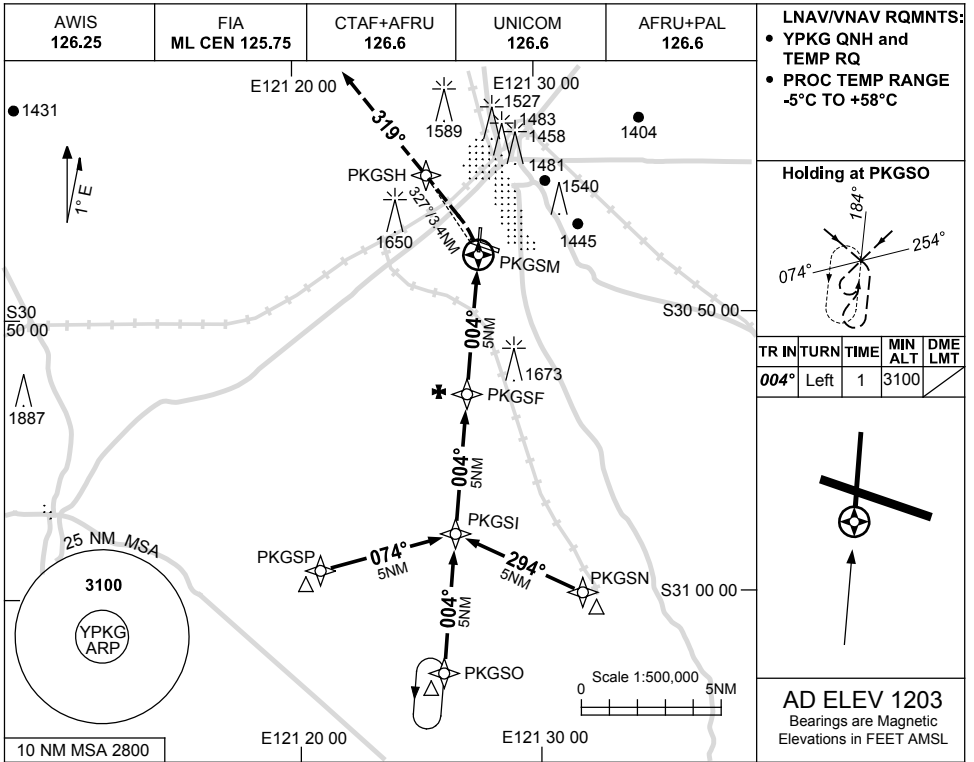 AWIS
126.25
FIA
ML CEN 125.75
CTAF+AFRU
126.6
UNICOM
126.6
AFRU+PAL
126.6
LNAV/VNAV RQMNTS:
• YPKG QNH and
TEMP RQ
• PROC TEMP RANGE
-5°C TO +58°C
E121 20 00
E121 30 00
1431
1589
1527
1483
1458
1481
1404
1540
1445
319°
PKGSH
327°/3.4NM
1650
1° E
PKGSM
S30
50 00
S30 50 00
004°
5NM
1673
PKGSF
1887
004°
5NM
PKGSI
25 NM MSA
3100
YPKG
ARP
PKGSP
074°
5NM
294°
5NM
PKGSN
S31 00 00
004°
5NM
PKGSO
Scale 1:500,000
0
5NM
10 NM MSA 2800
E121 20 00
E121 30 00
Holding at PKGSO
184°
254°
074°
TR IN TURN TIME MIN ALT DME LMT
004° Left 1 3100
AD ELEV 1203
Bearings are Magnetic
Elevations in FEET AMSL